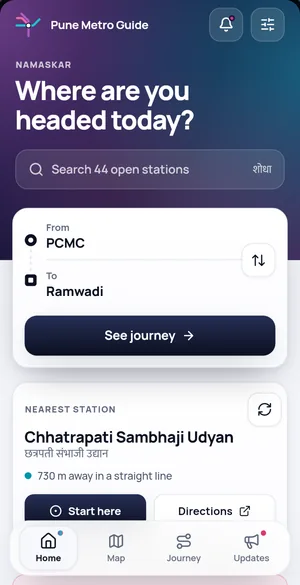 Pune Metro Guide
NAMASKAR
Where are you
headed today?
Search 44 open stations
शोधा
From
PCMC
To
Ramwadi
See journey
NEAREST STATION
Chhatrapati Sambhaji Udyan
छत्रपती संभाजी उद्यान
730 m away in a straight line
Start here
Directions
Home
Map
Journey
Updates